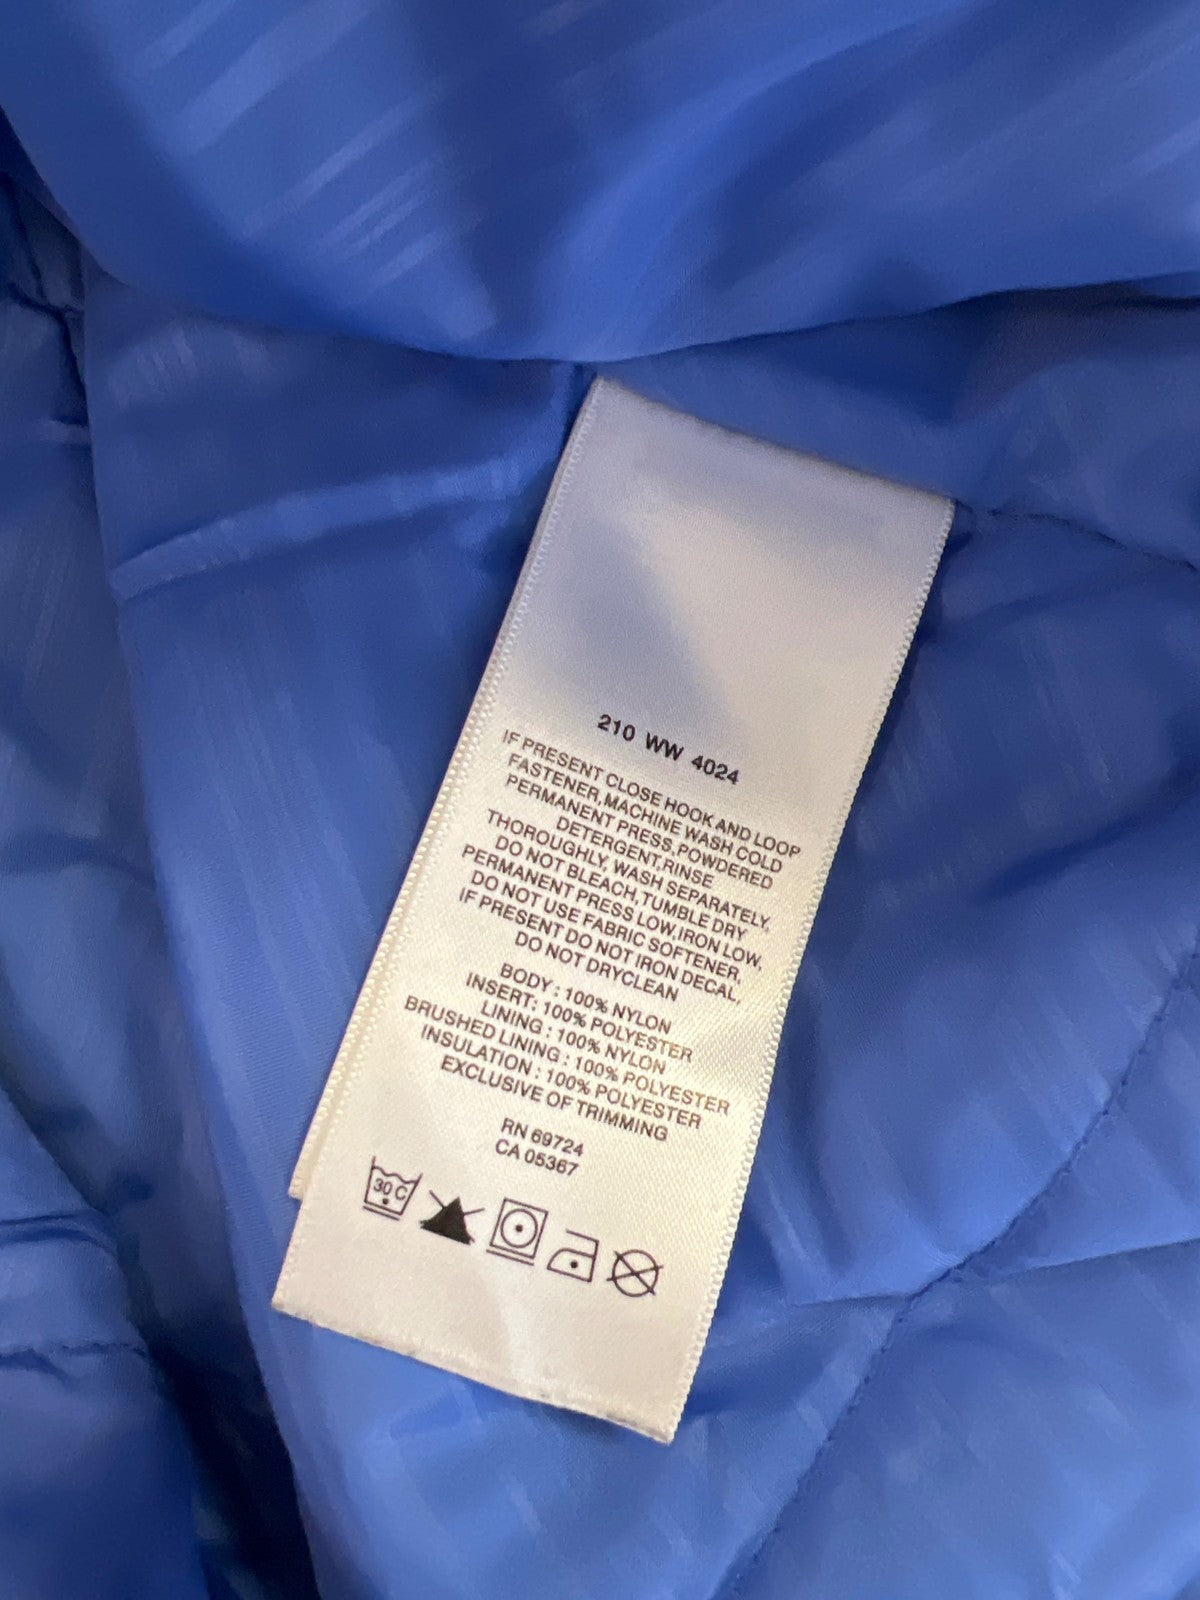 210 WW 4024
IF PRESENT CLOSE HOOK AND LOOP
FASTENER,MACHINE WASH COLD
PERMANENT PRESS,POWDERED
DETERGENT,RINSE
THOROUGHLY, WASH SEPARATELY,
DO NOT BLEACH,TUMBLE DRY
PERMANENT PRESS LOW,IRON LOW,
DO NOT USE FABRIC SOFTENER,
IF PRESENT DO NOT IRON DECAL,
DO NOT DRYCLEAN
BODY : 100% NYLON
INSERT: 100% POLYESTER
LINING : 100% NYLON
BRUSHED LINING : 100% POLYESTER
INSULATION : 100% POLYESTER
EXCLUSIVE OF TRIMMING
RN 69724
CA 05367
30 C